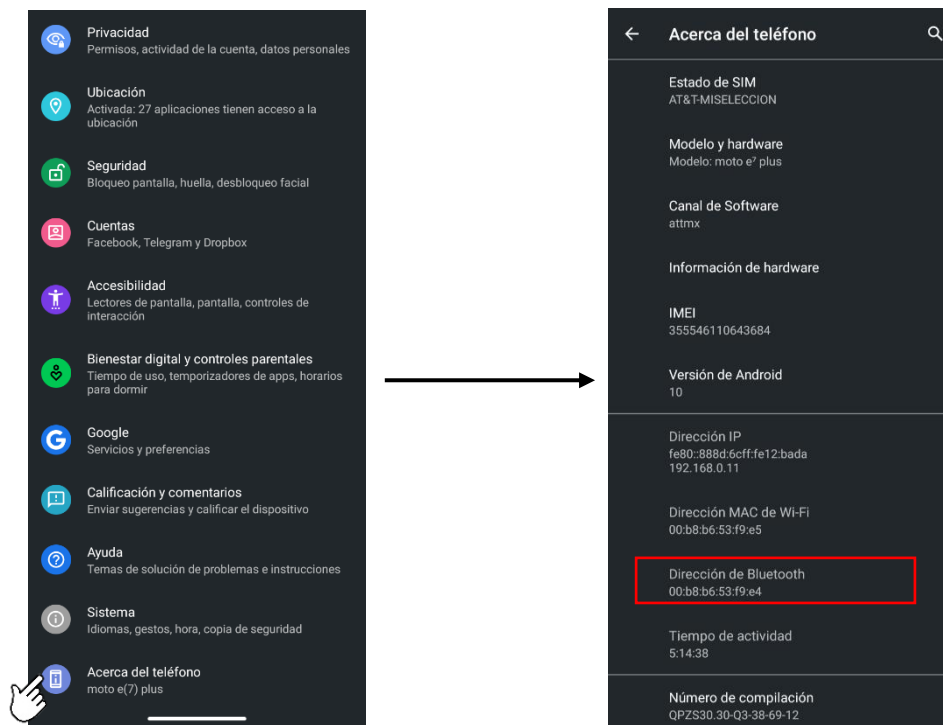 Privacidad
Permisos, actividad de la cuenta, datos personales
Ubicación
Activada: 27 aplicaciones tienen acceso a la
ubicación
Seguridad
Bloqueo pantalla, huella, desbloqueo facial
Cuentas
Facebook, Telegram y Dropbox
Accesibilidad
Lectores de pantalla, pantalla, controles de
interacción
Bienestar digital y controles parentales
Tiempo de uso, temporizadores de apps, horarios
para dormir
Google
Servicios y preferencias
Calificación y comentarios
Enviar sugerencias y calificar el dispositivo
Ayuda
Temas de solución de problemas e instrucciones
Sistema
Idiomas, gestos, hora, copia de seguridad
Acerca del teléfono
moto e(7) plus
Acerca del teléfono
Estado de SIM
AT&T-MISELECCION
Modelo y hardware
Modelo: moto e⁷ plus
Canal de Software
attmx
Información de hardware
IMEI
355546110643684
Versión de Android
10
Dirección IP
fe80::888d:6cff:fe12:bada
192.168.0.11
Dirección MAC de Wi-Fi
00:b8:b6:53:f9:e5
Dirección de Bluetooth
00:b8:b6:53:f9:e4
Tiempo de actividad
5:14:38
Número de compilación
QPZS30.30-Q3-38-69-12